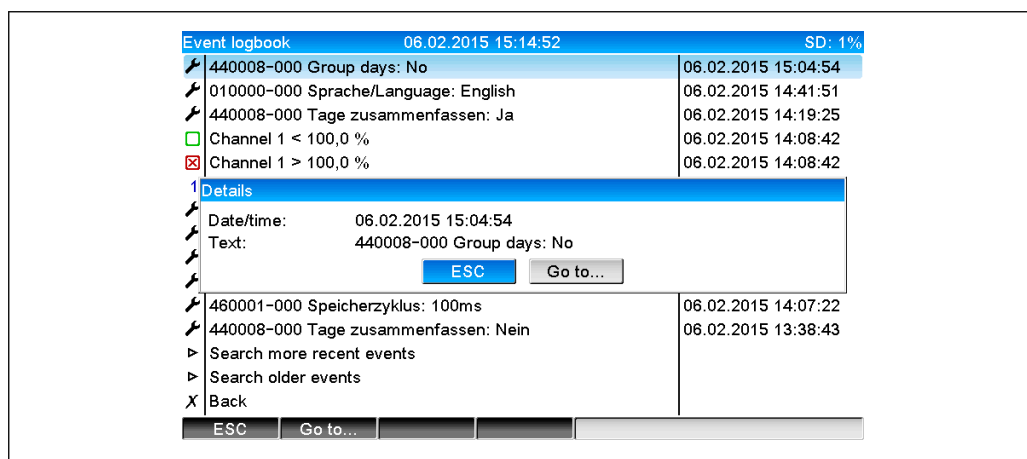 Event logbook 06.02.2015 15:14:52 SD: 1%
440008-000 Group days: No 06.02.2015 15:04:54
010000-000 Sprache/Language: English 06.02.2015 14:41:51
440008-000 Tage zusammenfassen: Ja 06.02.2015 14:19:25
Channel 1 < 100,0 % 06.02.2015 14:08:42
Channel 1 > 100,0 % 06.02.2015 14:08:42
1
Details
Date/time: 06.02.2015 15:04:54
Text: 440008-000 Group days: No
ESC Go to...
460001-000 Speicherzyklus: 100ms 06.02.2015 14:07:22
440008-000 Tage zusammenfassen: Nein 06.02.2015 13:38:43
Search more recent events
Search older events
X Back
ESC Go to...